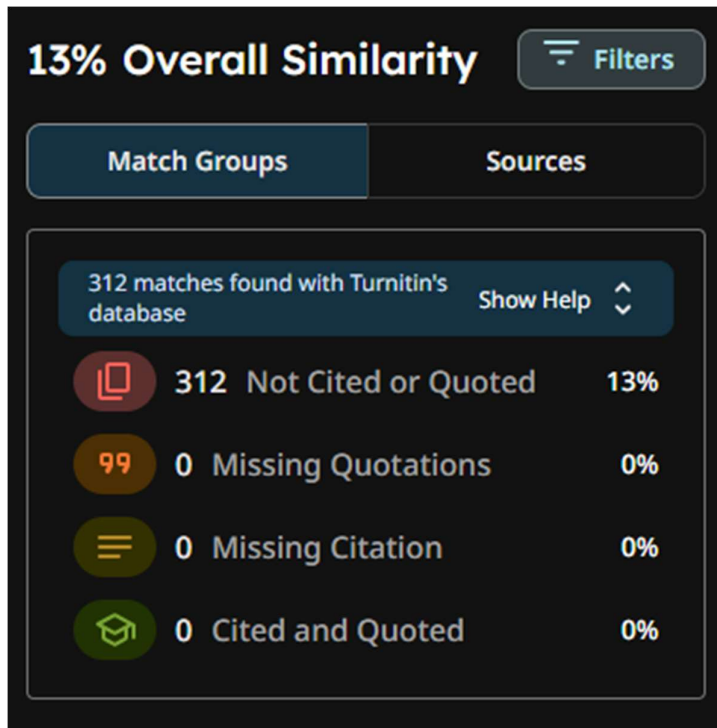 13% Overall Similarity Filters
Match Groups Sources
312 matches found with Turnitin's
database
Show Help
312 Not Cited or Quoted 13%
0 Missing Quotations 0%
0 Missing Citation 0%
0 Cited and Quoted 0%